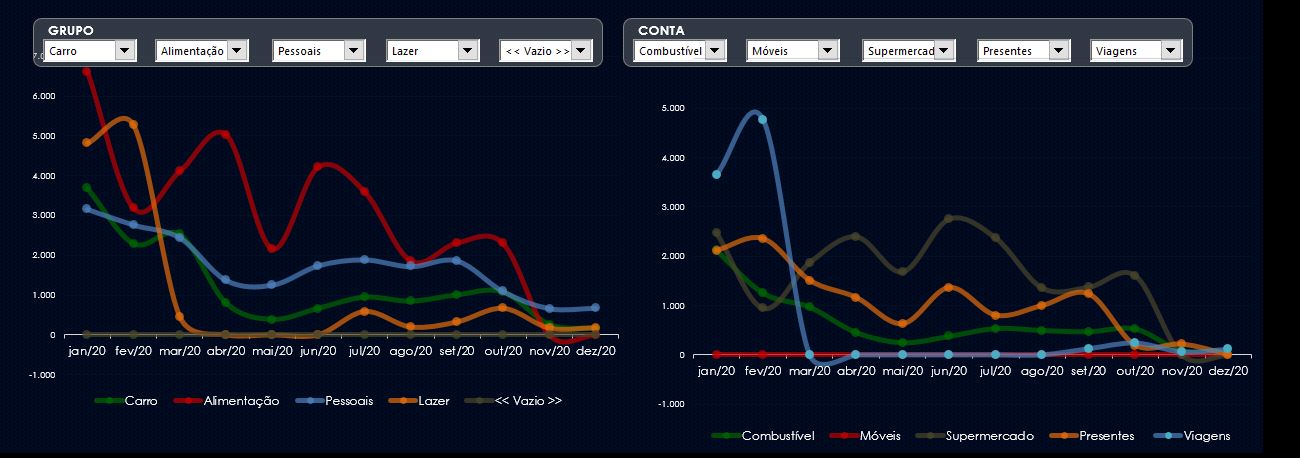 GRUPO
Carro Alimentação Pessoais Lazer << Vazio >>
6.000
5.000
4.000
3.000
2.000
1.000
0
-1.000
jan/20 fev/20 mar/20 abr/20 mai/20 jun/20 jul/20 ago/20 set/20 out/20 nov/20 dez/20
Carro Alimentação Pessoais Lazer << Vazio >>
CONTA
Combustível Móveis Supermercad Presentes Viagens
5.000
4.000
3.000
2.000
1.000
0
-1.000
jan/20 fev/20 mar/20 abr/20 mai/20 jun/20 jul/20 ago/20 set/20 out/20 nov/20 dez/20
Combustível Móveis Supermercado Presentes Viagens